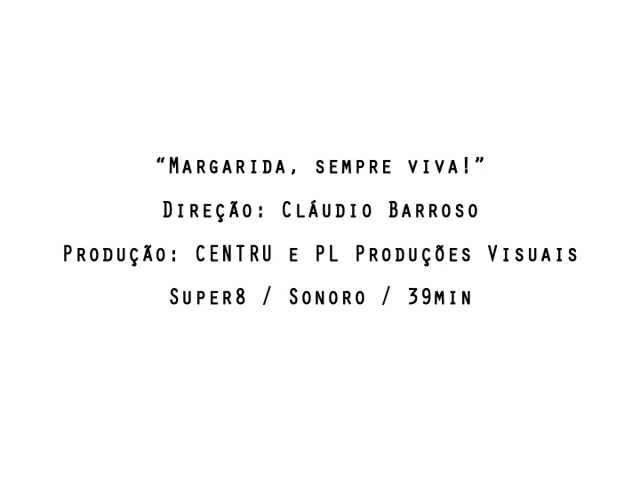 “Margarida, sempre viva!”
Direção: Cláudio Barroso
Produção: CENTRU e PL Produções Visuais
Super8 / Sonoro / 39min